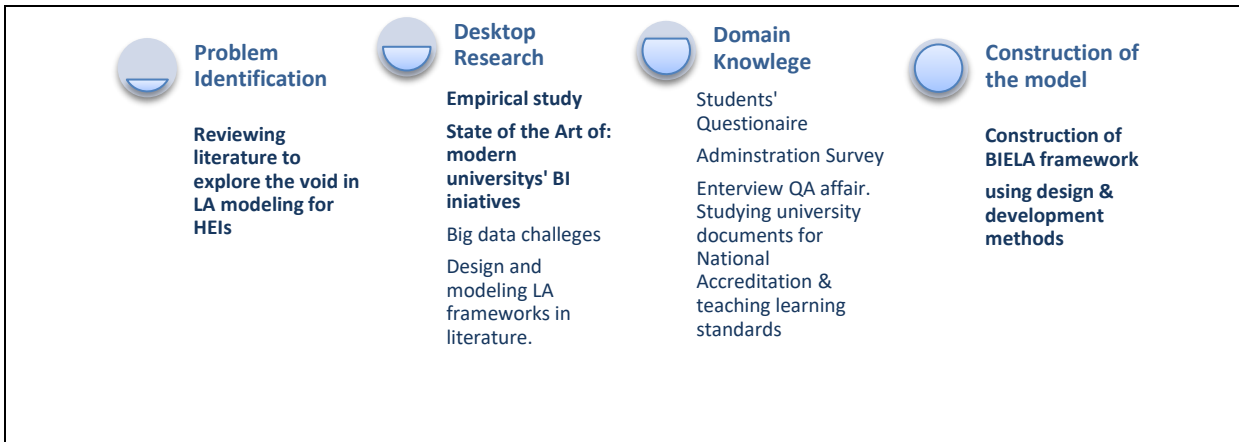 Problem
Identification
Reviewing
literature to
explore the void in
LA modeling for
HEIs
Desktop
Research
Empirical study
State of the Art of:
modern
universitys' BI
iniatives
Big data challeges
Design and
modeling LA
frameworks in
literature.
Domain
Knowlege
Students'
Questionaire
Adminstration Survey
Enterview QA affair.
Studying university
documents for
National
Accreditation &
teaching learning
standards
Construction of
the model
Construction of
BIELA framework
using design &
development
methods